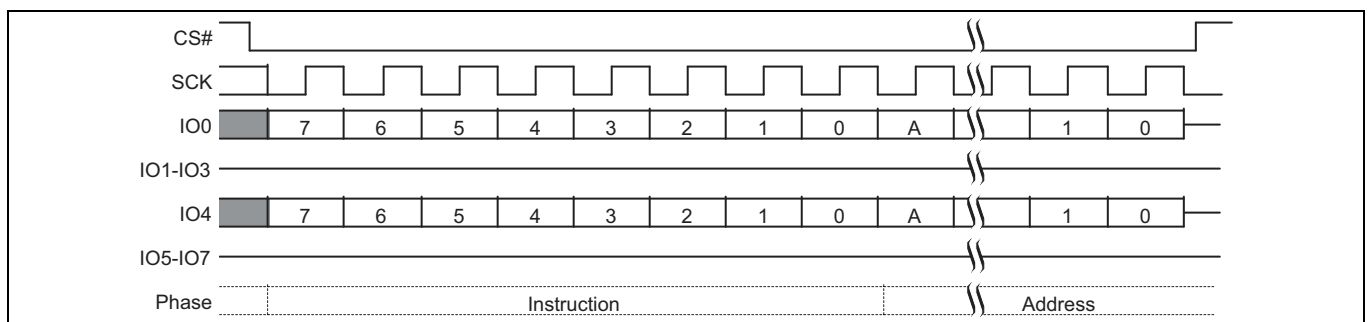 CS#
SCK
IO0 7 6 5 4 3 2 1 0 A 1 0
IO1-IO3
IO4 7 6 5 4 3 2 1 0 A 1 0
IO5-IO7
Phase Instruction Address